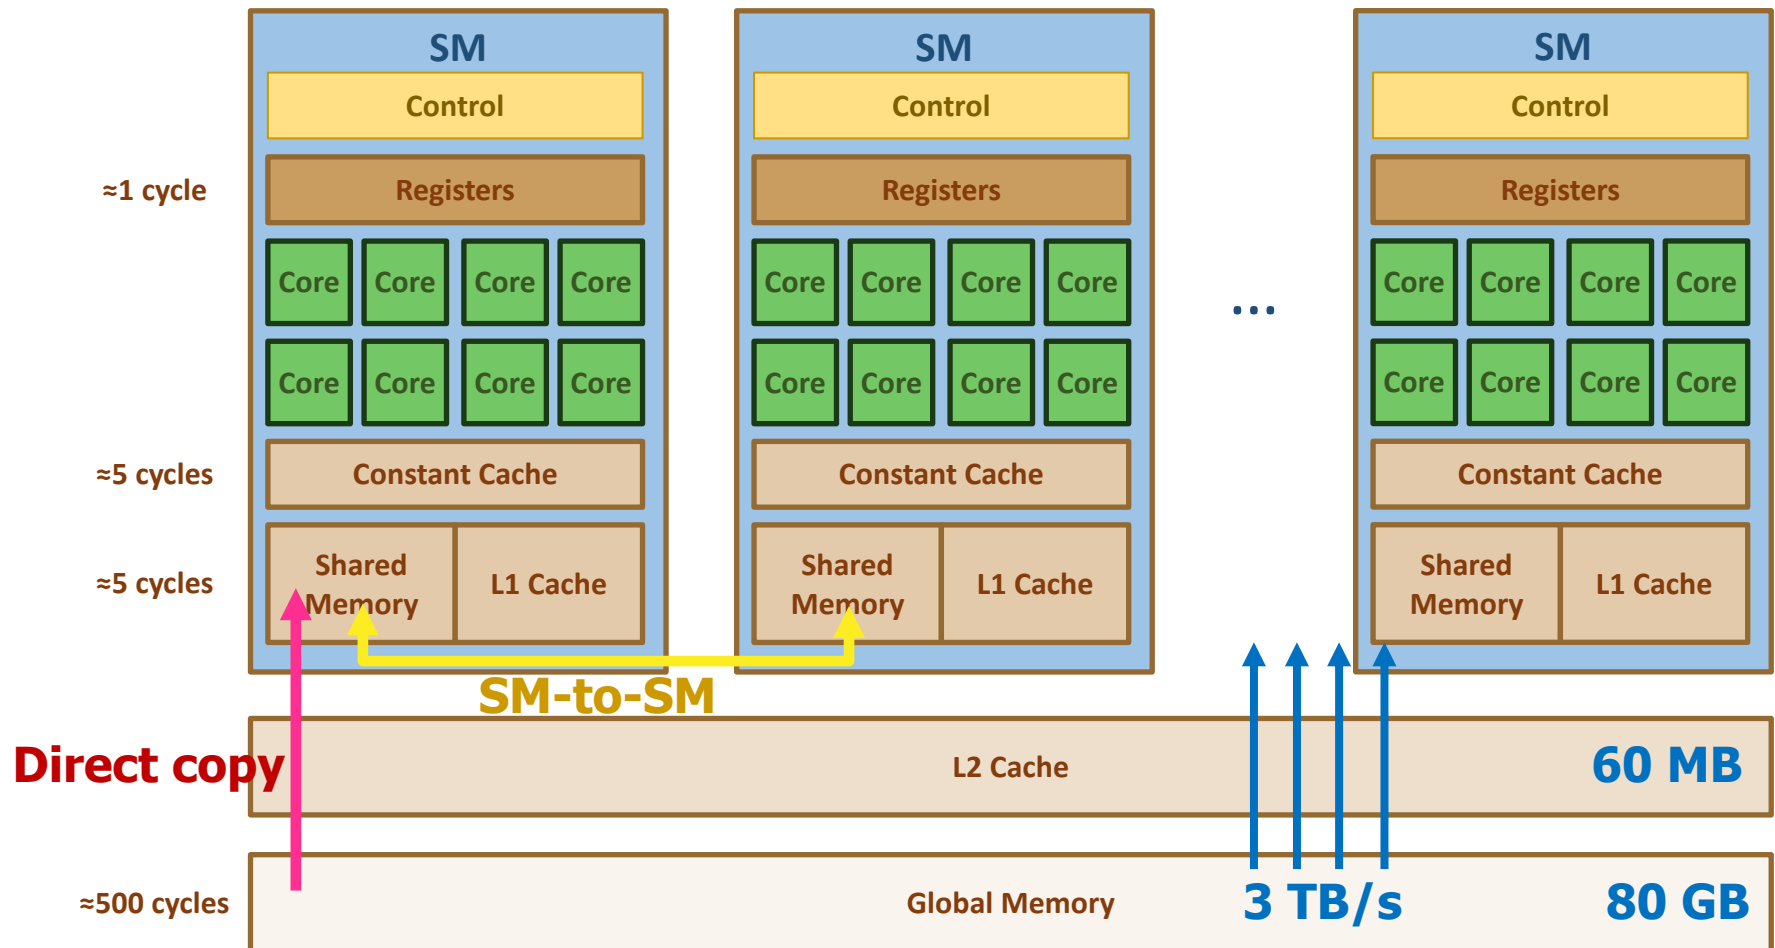 SM SM SM
Control Control Control
≈1 cycle Registers Registers Registers
Core Core Core Core Core Core Core Core ... Core Core Core Core
Core Core Core Core Core Core Core Core Core Core Core Core
≈5 cycles Constant Cache Constant Cache Constant Cache
≈5 cycles Shared Memory L1 Cache Shared Memory L1 Cache Shared Memory L1 Cache
SM-to-SM
Direct copy L2 Cache 60 MB
≈500 cycles Global Memory 3 TB/s 80 GB